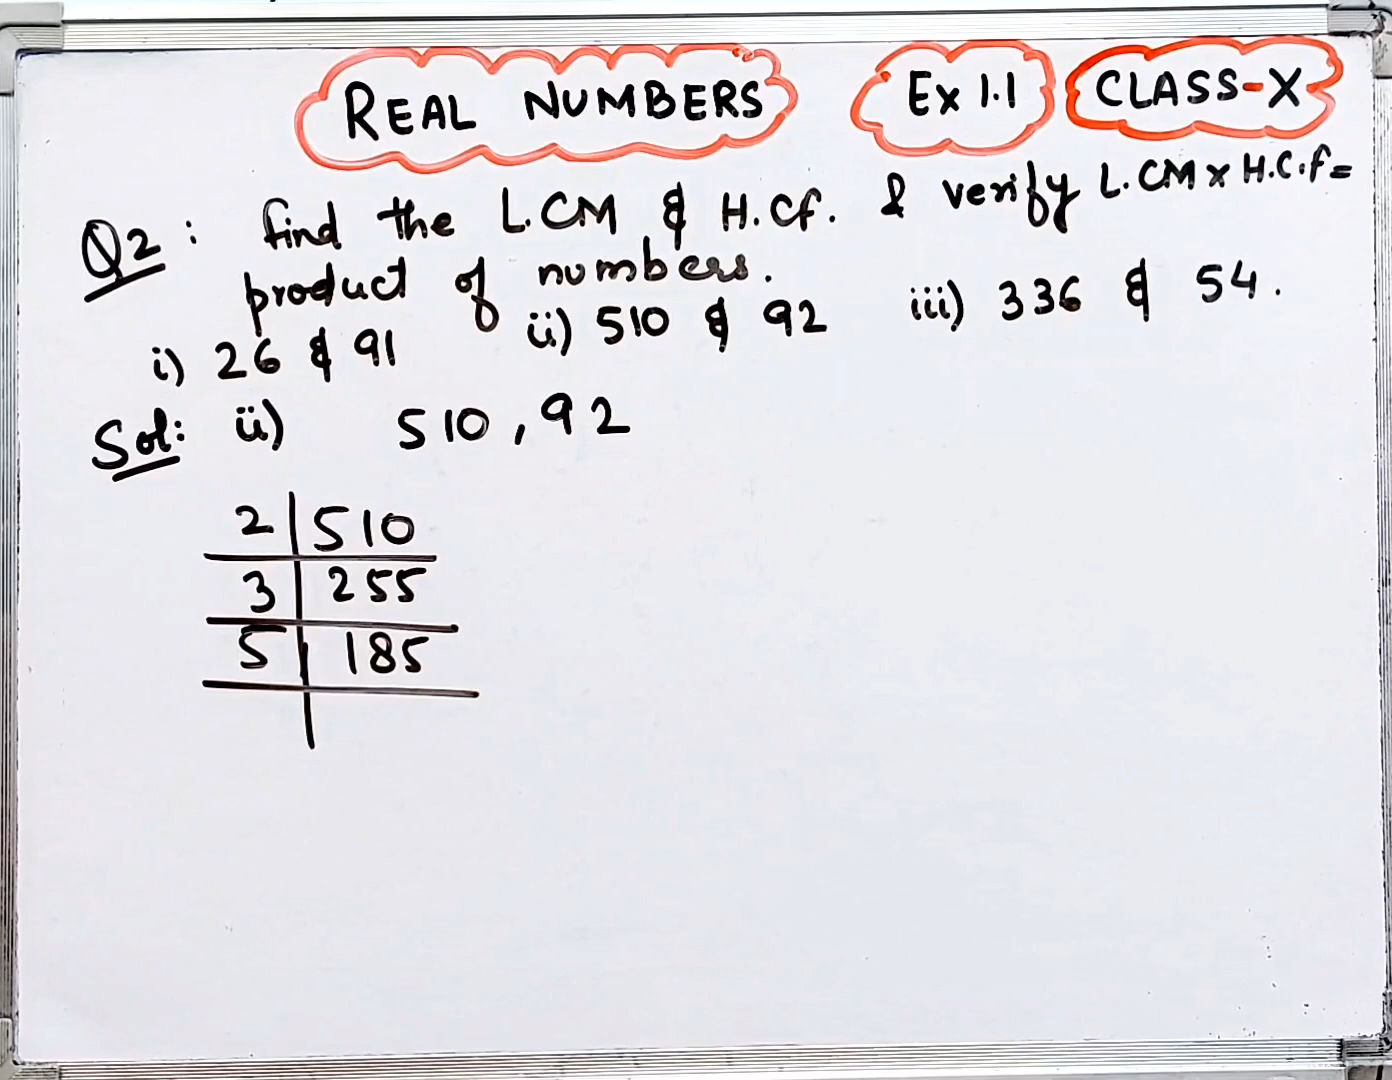 REAL NUMBERS Ex 1.1 CLASS-X
Q2: find the L.CM & H.Cf. & verify L.CM x H.C.f =
product of numbers.
i) 26 & 91 ii) 510 & 92 iii) 336 & 54.
Sol: ii) 510, 92
2 | 510
3 | 255
5 | 185